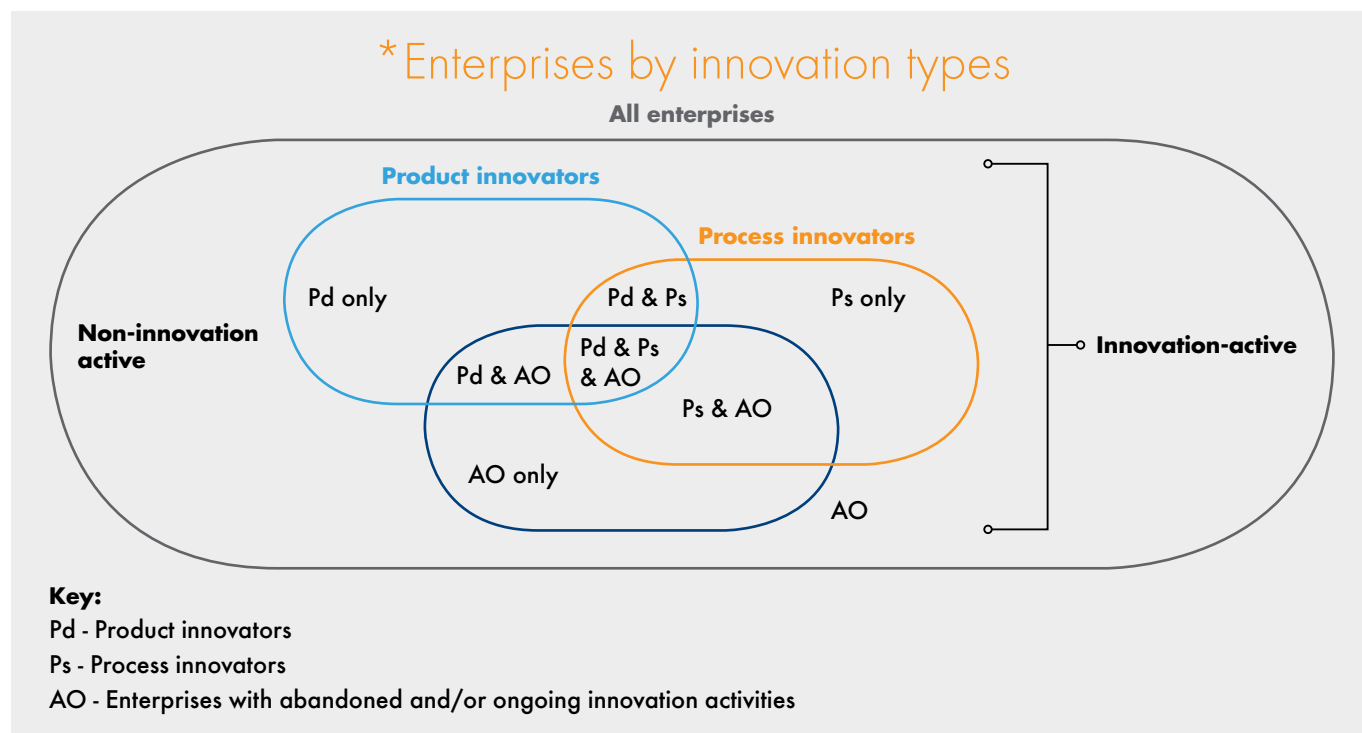 *Enterprises by innovation types
All enterprises
Product innovators
Process innovators
Pd only
Pd & Ps
Ps only
Non-innovation
active
Pd & Ps
& AO
Pd & AO
Ps & AO
Innovation-active
AO only
AO
Key:
Pd - Product innovators
Ps - Process innovators
AO - Enterprises with abandoned and/or ongoing innovation activities